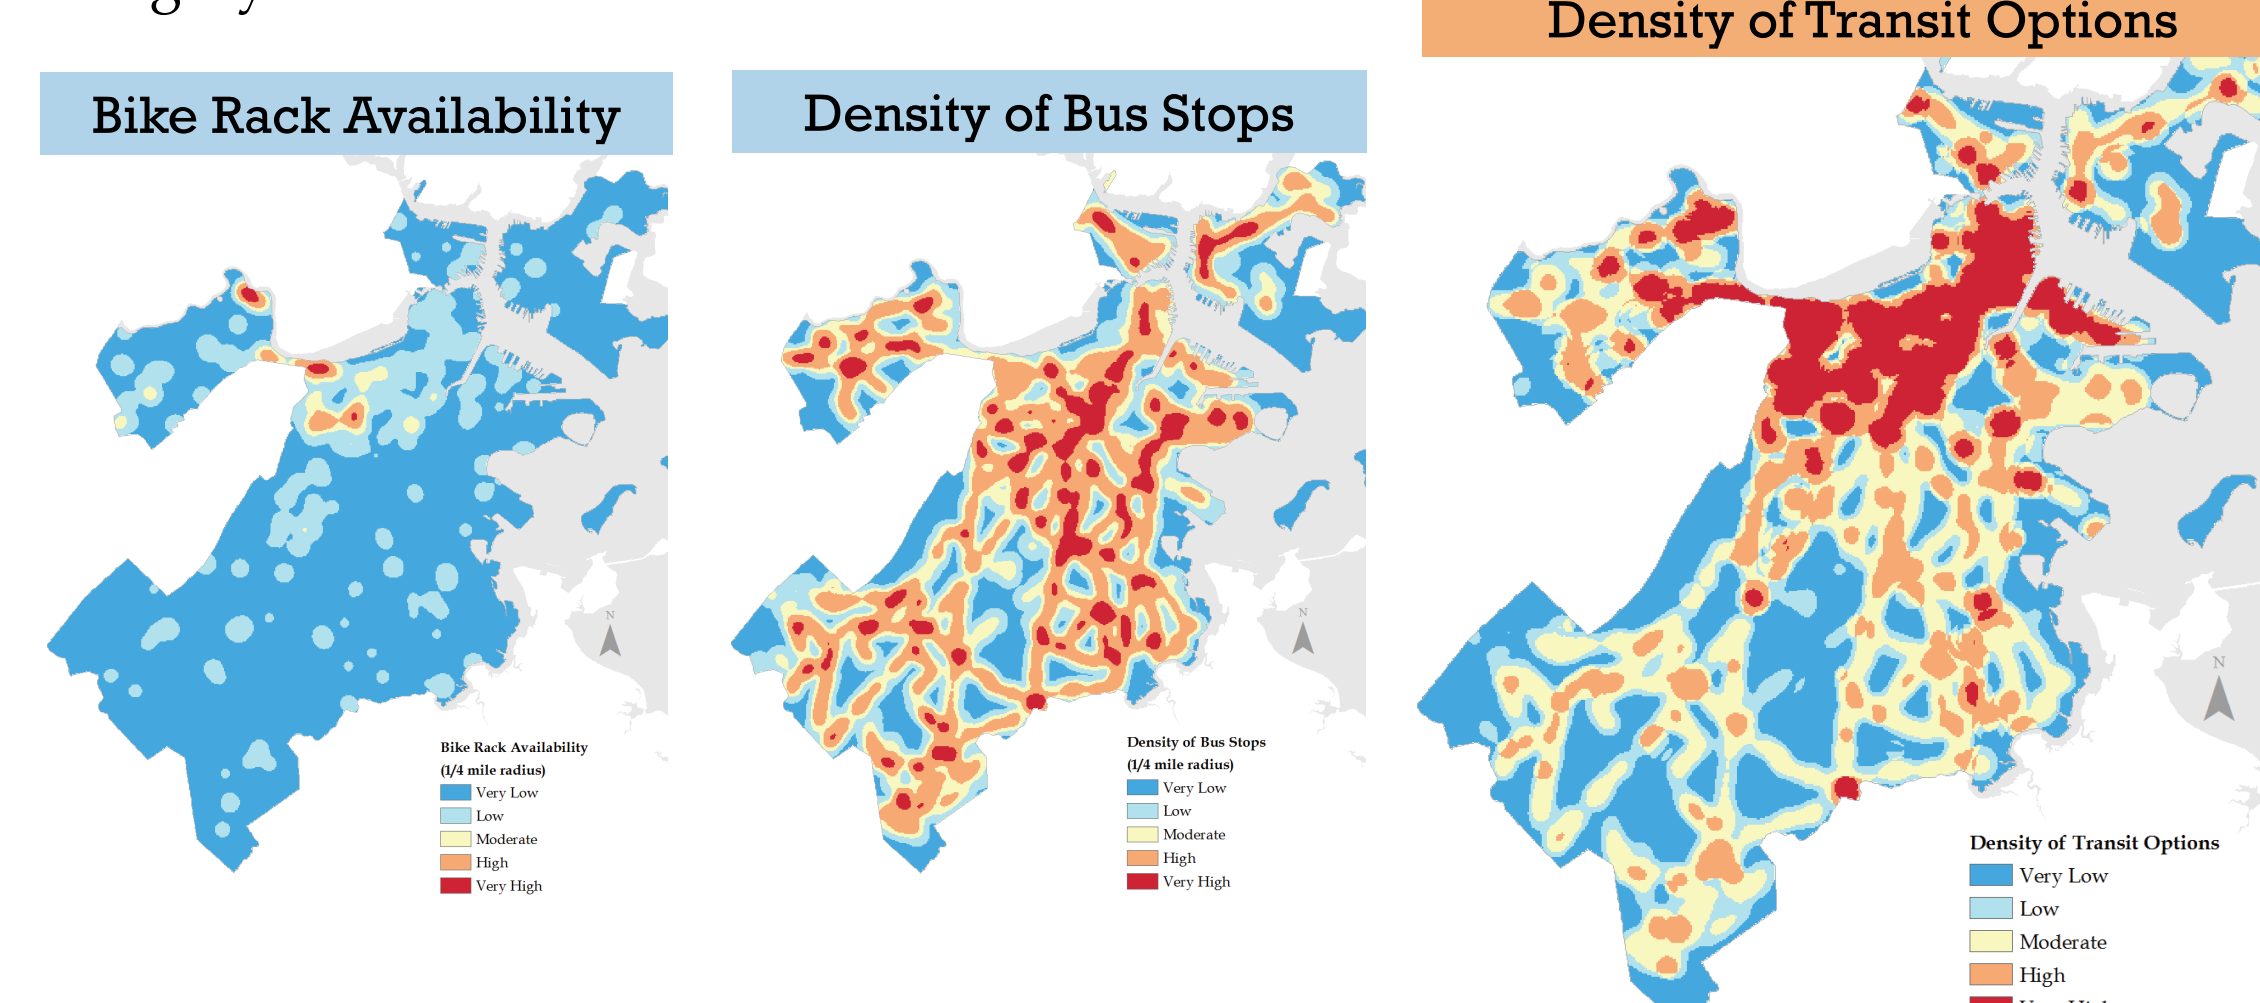 Density of Transit Options
Bike Rack Availability
Density of Bus Stops
N
Bike Rack Availability
(1/4 mile radius)
Very Low
Low
Moderate
High
Very High
N
Density of Bus Stops
(1/4 mile radius)
Very Low
Low
Moderate
High
Very High
N
Density of Transit Options
Very Low
Low
Moderate
High